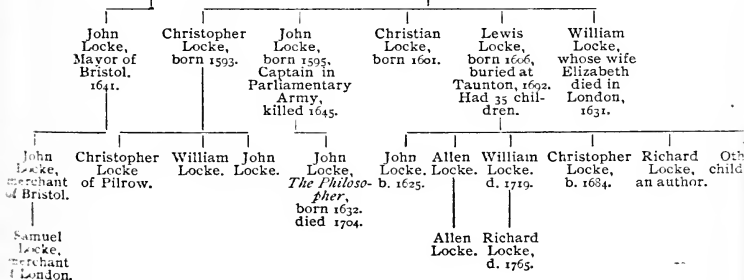 John
Locke,
Mayor of
Bristol.
1641.
Christopher
Locke,
born 1593.
John
Locke,
born 1595,
Captain in
Parliamentary
Army,
killed 1645.
Christian
Locke,
born 1601.
Lewis
Locke,
born 1606,
buried at
Taunton, 1692.
Had 35 chil-
dren.
William
Locke,
whose wife
Elizabeth
died in
London,
1631.
John
Locke,
merchant
of Bristol.
Christopher
Locke
of Pilrow.
William
Locke.
John
Locke.
John
Locke,
The Philoso-
pher,
born 1632.
died 1704.
John
Locke.
b. 1625.
Allen
Locke.
William
Locke.
d. 1719.
Christopher
Locke,
b. 1684.
Richard
Locke,
an author.
Oth
child
Samuel
Locke,
merchant
f London.
Allen
Locke.
Richard
Locke,
d. 1765.